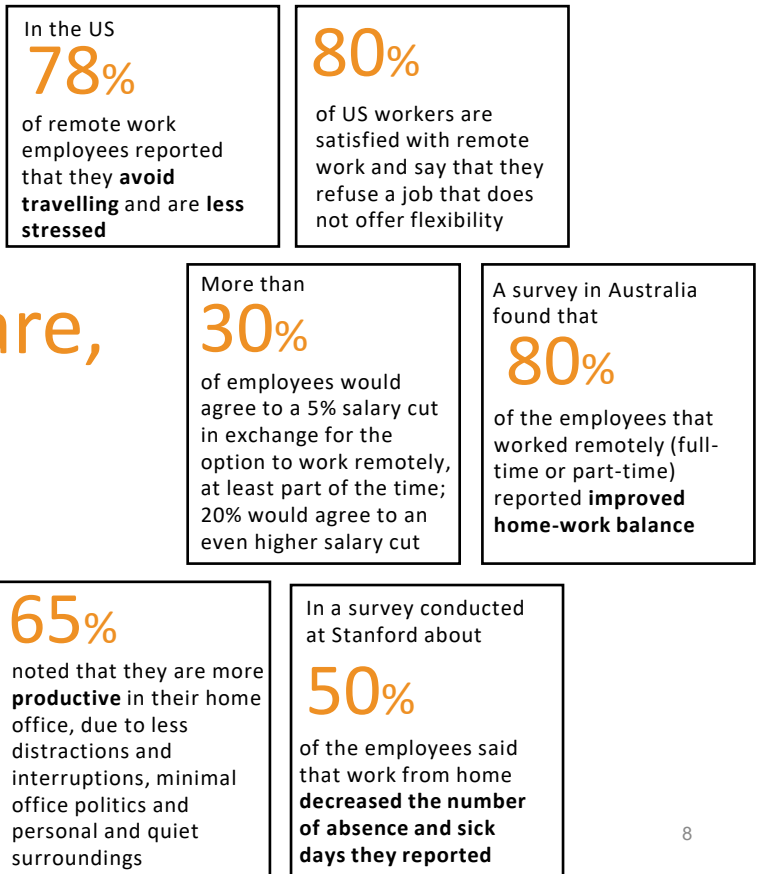 In the US
78%
of remote work
employees reported
that they avoid
travelling and are less
stressed
80%
of US workers are
satisfied with remote
work and say that they
refuse a job that does
not offer flexibility
are,
More than
30%
of employees would
agree to a 5% salary cut
in exchange for the
option to work remotely,
at least part of the time;
20% would agree to an
even higher salary cut
A survey in Australia
found that
80%
of the employees that
worked remotely (full-
time or part-time)
reported improved
home-work balance
65%
noted that they are more
productive in their home
office, due to less
distractions and
interruptions, minimal
office politics and
personal and quiet
surroundings
In a survey conducted
at Stanford about
50%
of the employees said
that work from home
decreased the number
of absence and sick
days they reported
8